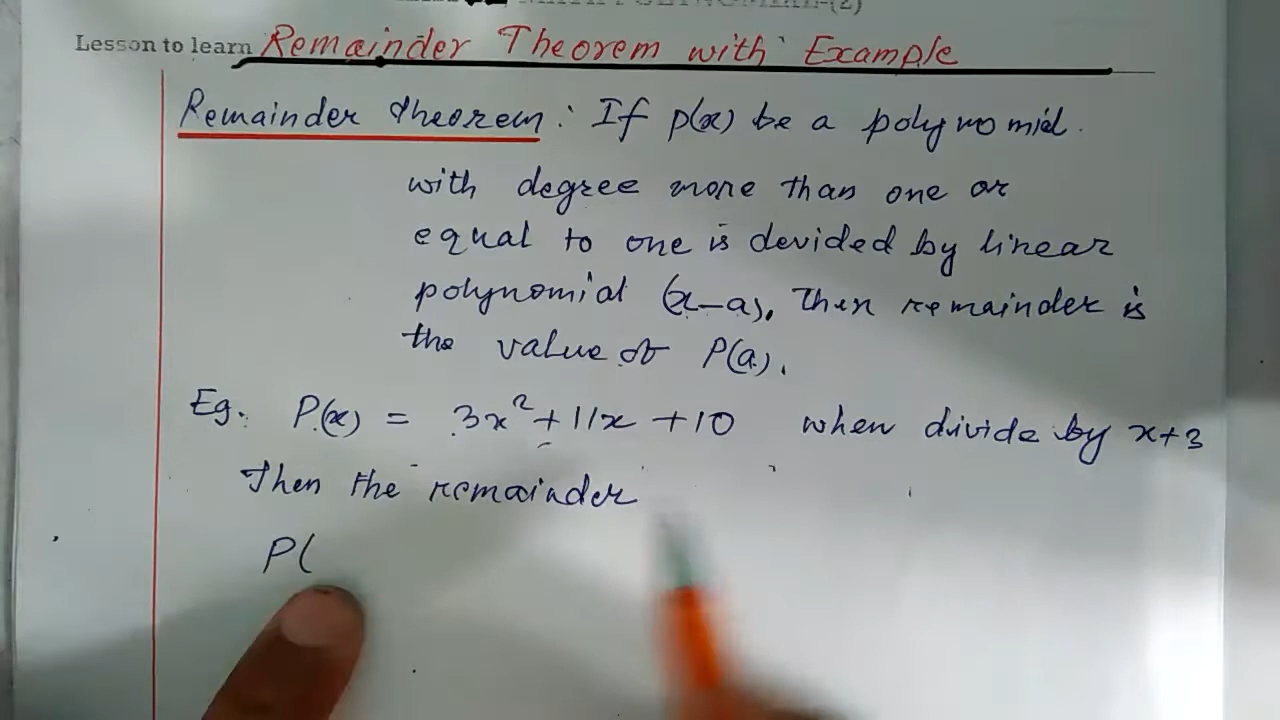 Lesson to learn Remainder Theorem with Example
Remainder theorem: If p(x) be a polynomial.
with degree more than one or
equal to one is devided by linear
polynomial (x-a), then remainder is
the value of P(a).
Eg. P(x) = 3x²+11x+10 when divide by x+3
Then the remainder
P(